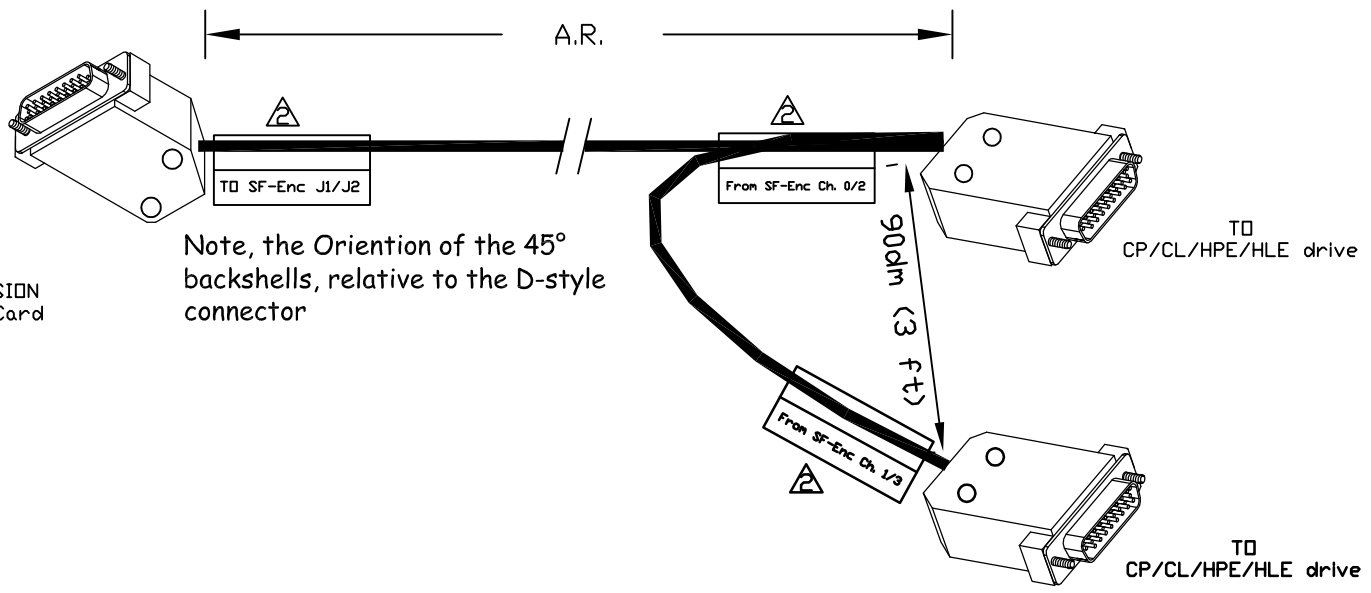 A.R.
2
2
TO SF-Enc J1/J2
From SF-Enc Ch. 0/2
TO
CP/CL/HPE/HLE drive
90dm (3 ft)
Note, the Oriention of the 45°
backshells, relative to the D-style
connector
SION
Card
From SF-Enc Ch. 1/3
2
TO
CP/CL/HPE/HLE drive